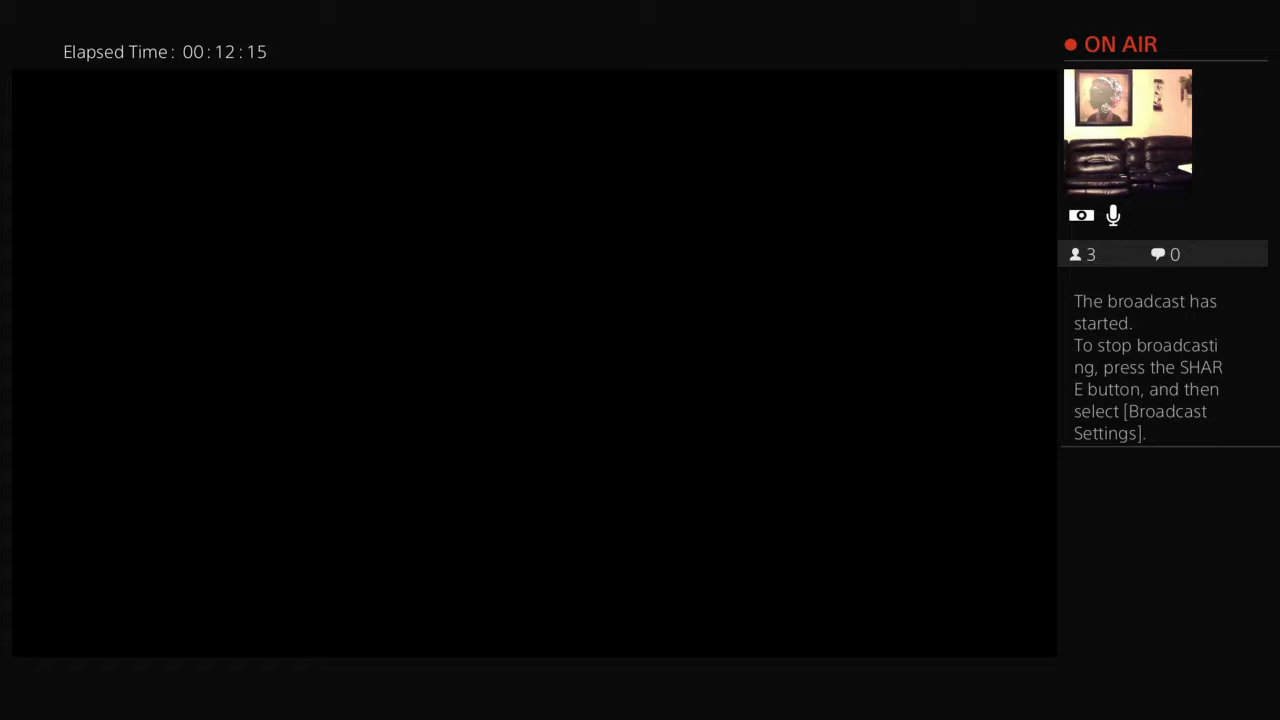 Elapsed Time: 00:12:15
ON AIR
3 0
The broadcast has
started.
To stop broadcasti
ng, press the SHAR
E button, and then
select [Broadcast
Settings].